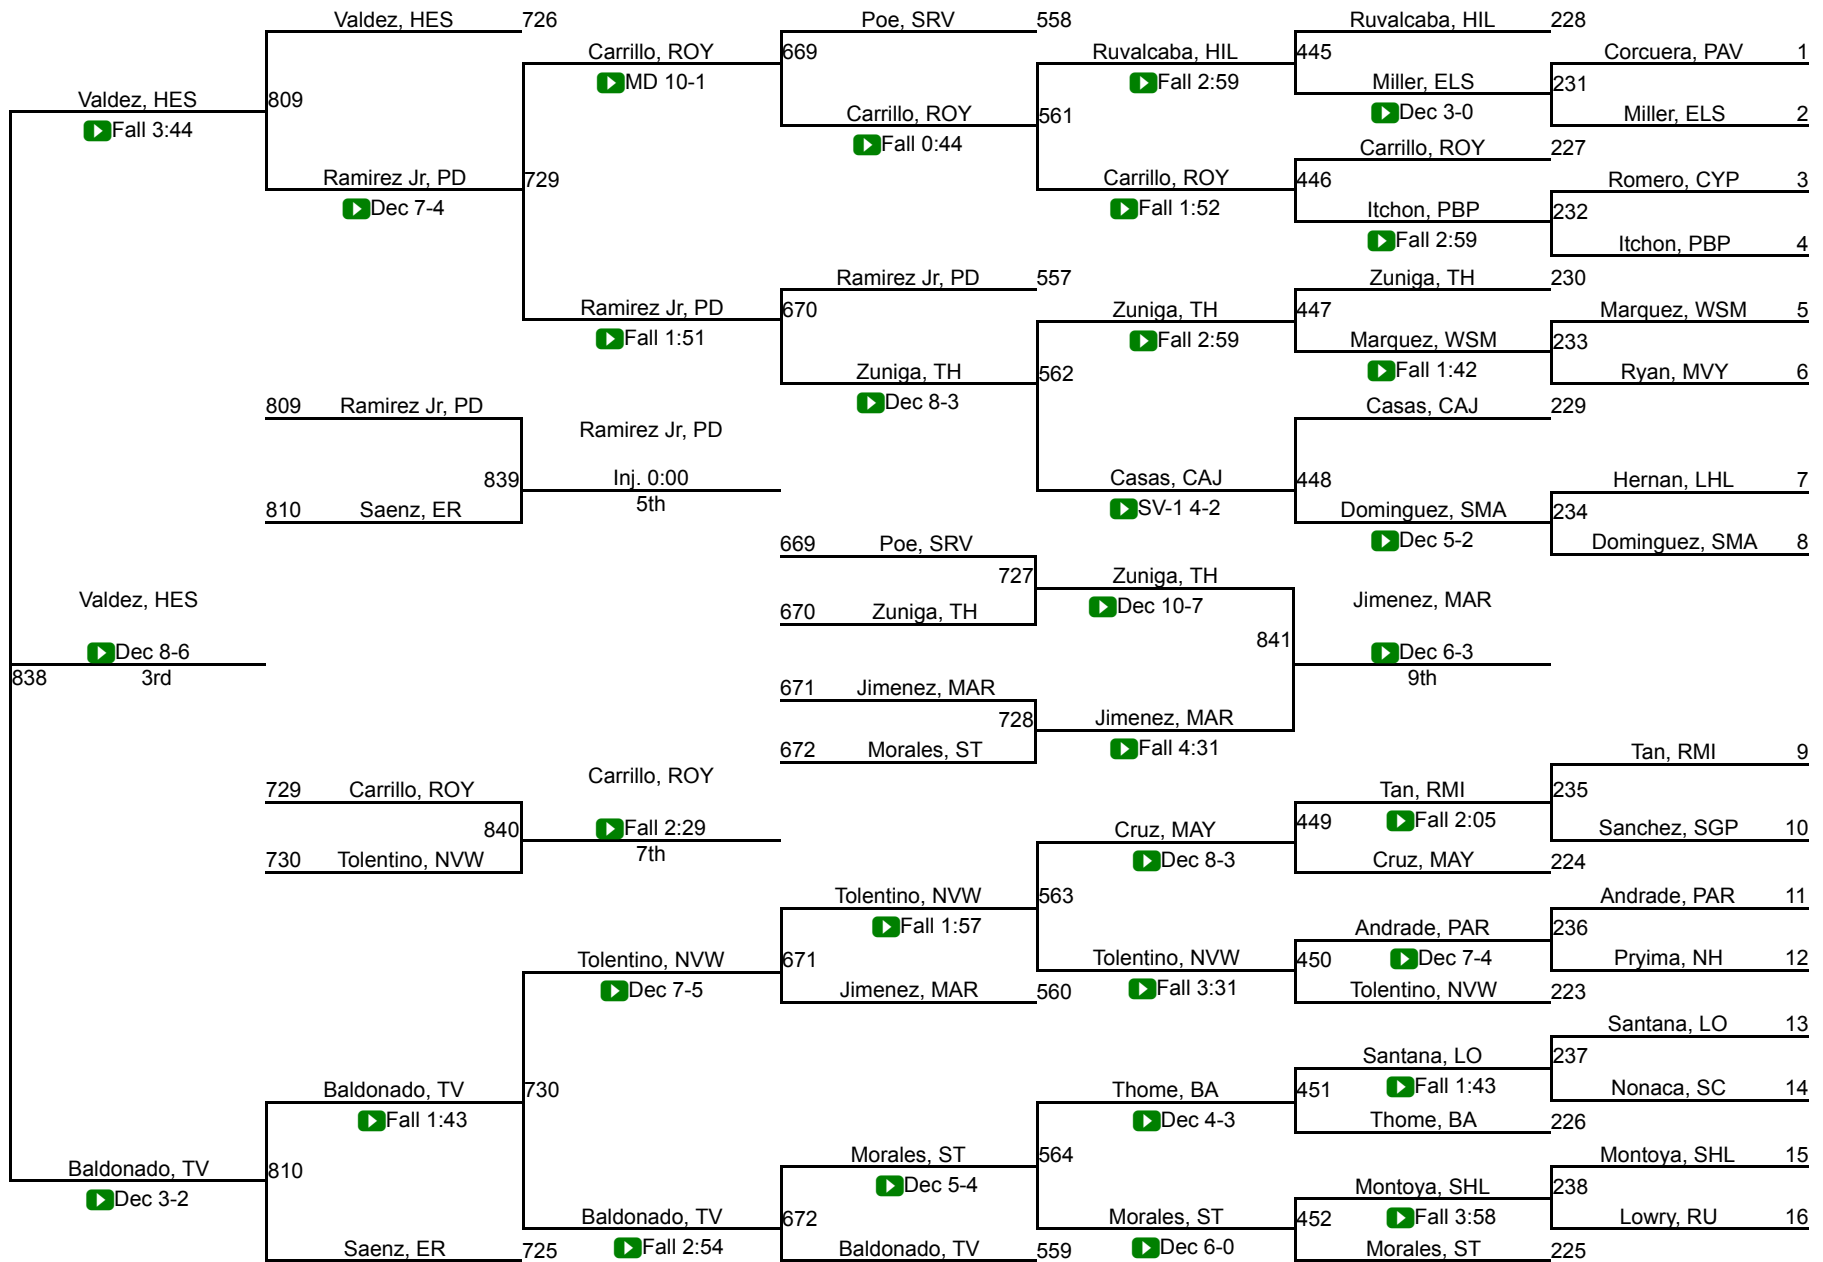 Valdez, HES 726
Poe, SRV 558
Ruvalcaba, HIL 228
Carrillo, ROY 669
Ruvalcaba, HIL 445
Corcuera, PAV 1
MD 10-1
Fall 2:59
Miller, ELS 231
Valdez, HES 809
Carrillo, ROY 561
Dec 3-0
Miller, ELS 2
Fall 3:44
Fall 0:44
Carrillo, ROY 227
Ramirez Jr, PD 729
Carrillo, ROY 446
Romero, CYP 3
Dec 7-4
Fall 1:52
Itchon, PBP 232
Fall 2:59
Itchon, PBP 4
Ramirez Jr, PD 557
Zuniga, TH 230
Ramirez Jr, PD 670
Zuniga, TH 447
Marquez, WSM 5
Fall 1:51
Fall 2:59
Marquez, WSM 233
Zuniga, TH 562
Fall 1:42
Ryan, MVY 6
Dec 8-3
809 Ramirez Jr, PD
Casas, CAJ 229
Ramirez Jr, PD
839 Inj. 0:00
Casas, CAJ 448
Hernan, LHL 7
5th
SV-1 4-2
810 Saenz, ER
Dominguez, SMA 234
669 Poe, SRV
Dec 5-2
Dominguez, SMA 8
727 Zuniga, TH
Valdez, HES
670 Zuniga, TH
Dec 10-7
Jimenez, MAR
841
Dec 8-6
Dec 6-3
838 3rd
9th
671 Jimenez, MAR
728 Jimenez, MAR
672 Morales, ST
Fall 4:31
Tan, RMI 9
729 Carrillo, ROY
Carrillo, ROY
Tan, RMI 235
840 Fall 2:29
Cruz, MAY 449
Fall 2:05
Sanchez, SGP 10
730 Tolentino, NVW
7th
Dec 8-3
Cruz, MAY 224
Tolentino, NVW 563
Andrade, PAR 11
Fall 1:57
Andrade, PAR 236
Tolentino, NVW 671
Tolentino, NVW 450
Dec 7-4
Pryima, NH 12
Dec 7-5
Jimenez, MAR 560
Fall 3:31
Tolentino, NVW 223
Santana, LO 13
Santana, LO 237
Baldonado, TV 730
Thome, BA 451
Fall 1:43
Nonaca, SC 14
Fall 1:43
Dec 4-3
Thome, BA 226
Baldonado, TV 810
Morales, ST 564
Montoya, SHL 15
Dec 3-2
Dec 5-4
Montoya, SHL 238
Baldonado, TV 672
Morales, ST 452
Fall 3:58
Lowry, RU 16
Saenz, ER 725
Fall 2:54
Baldonado, TV 559
Dec 6-0
Morales, ST 225